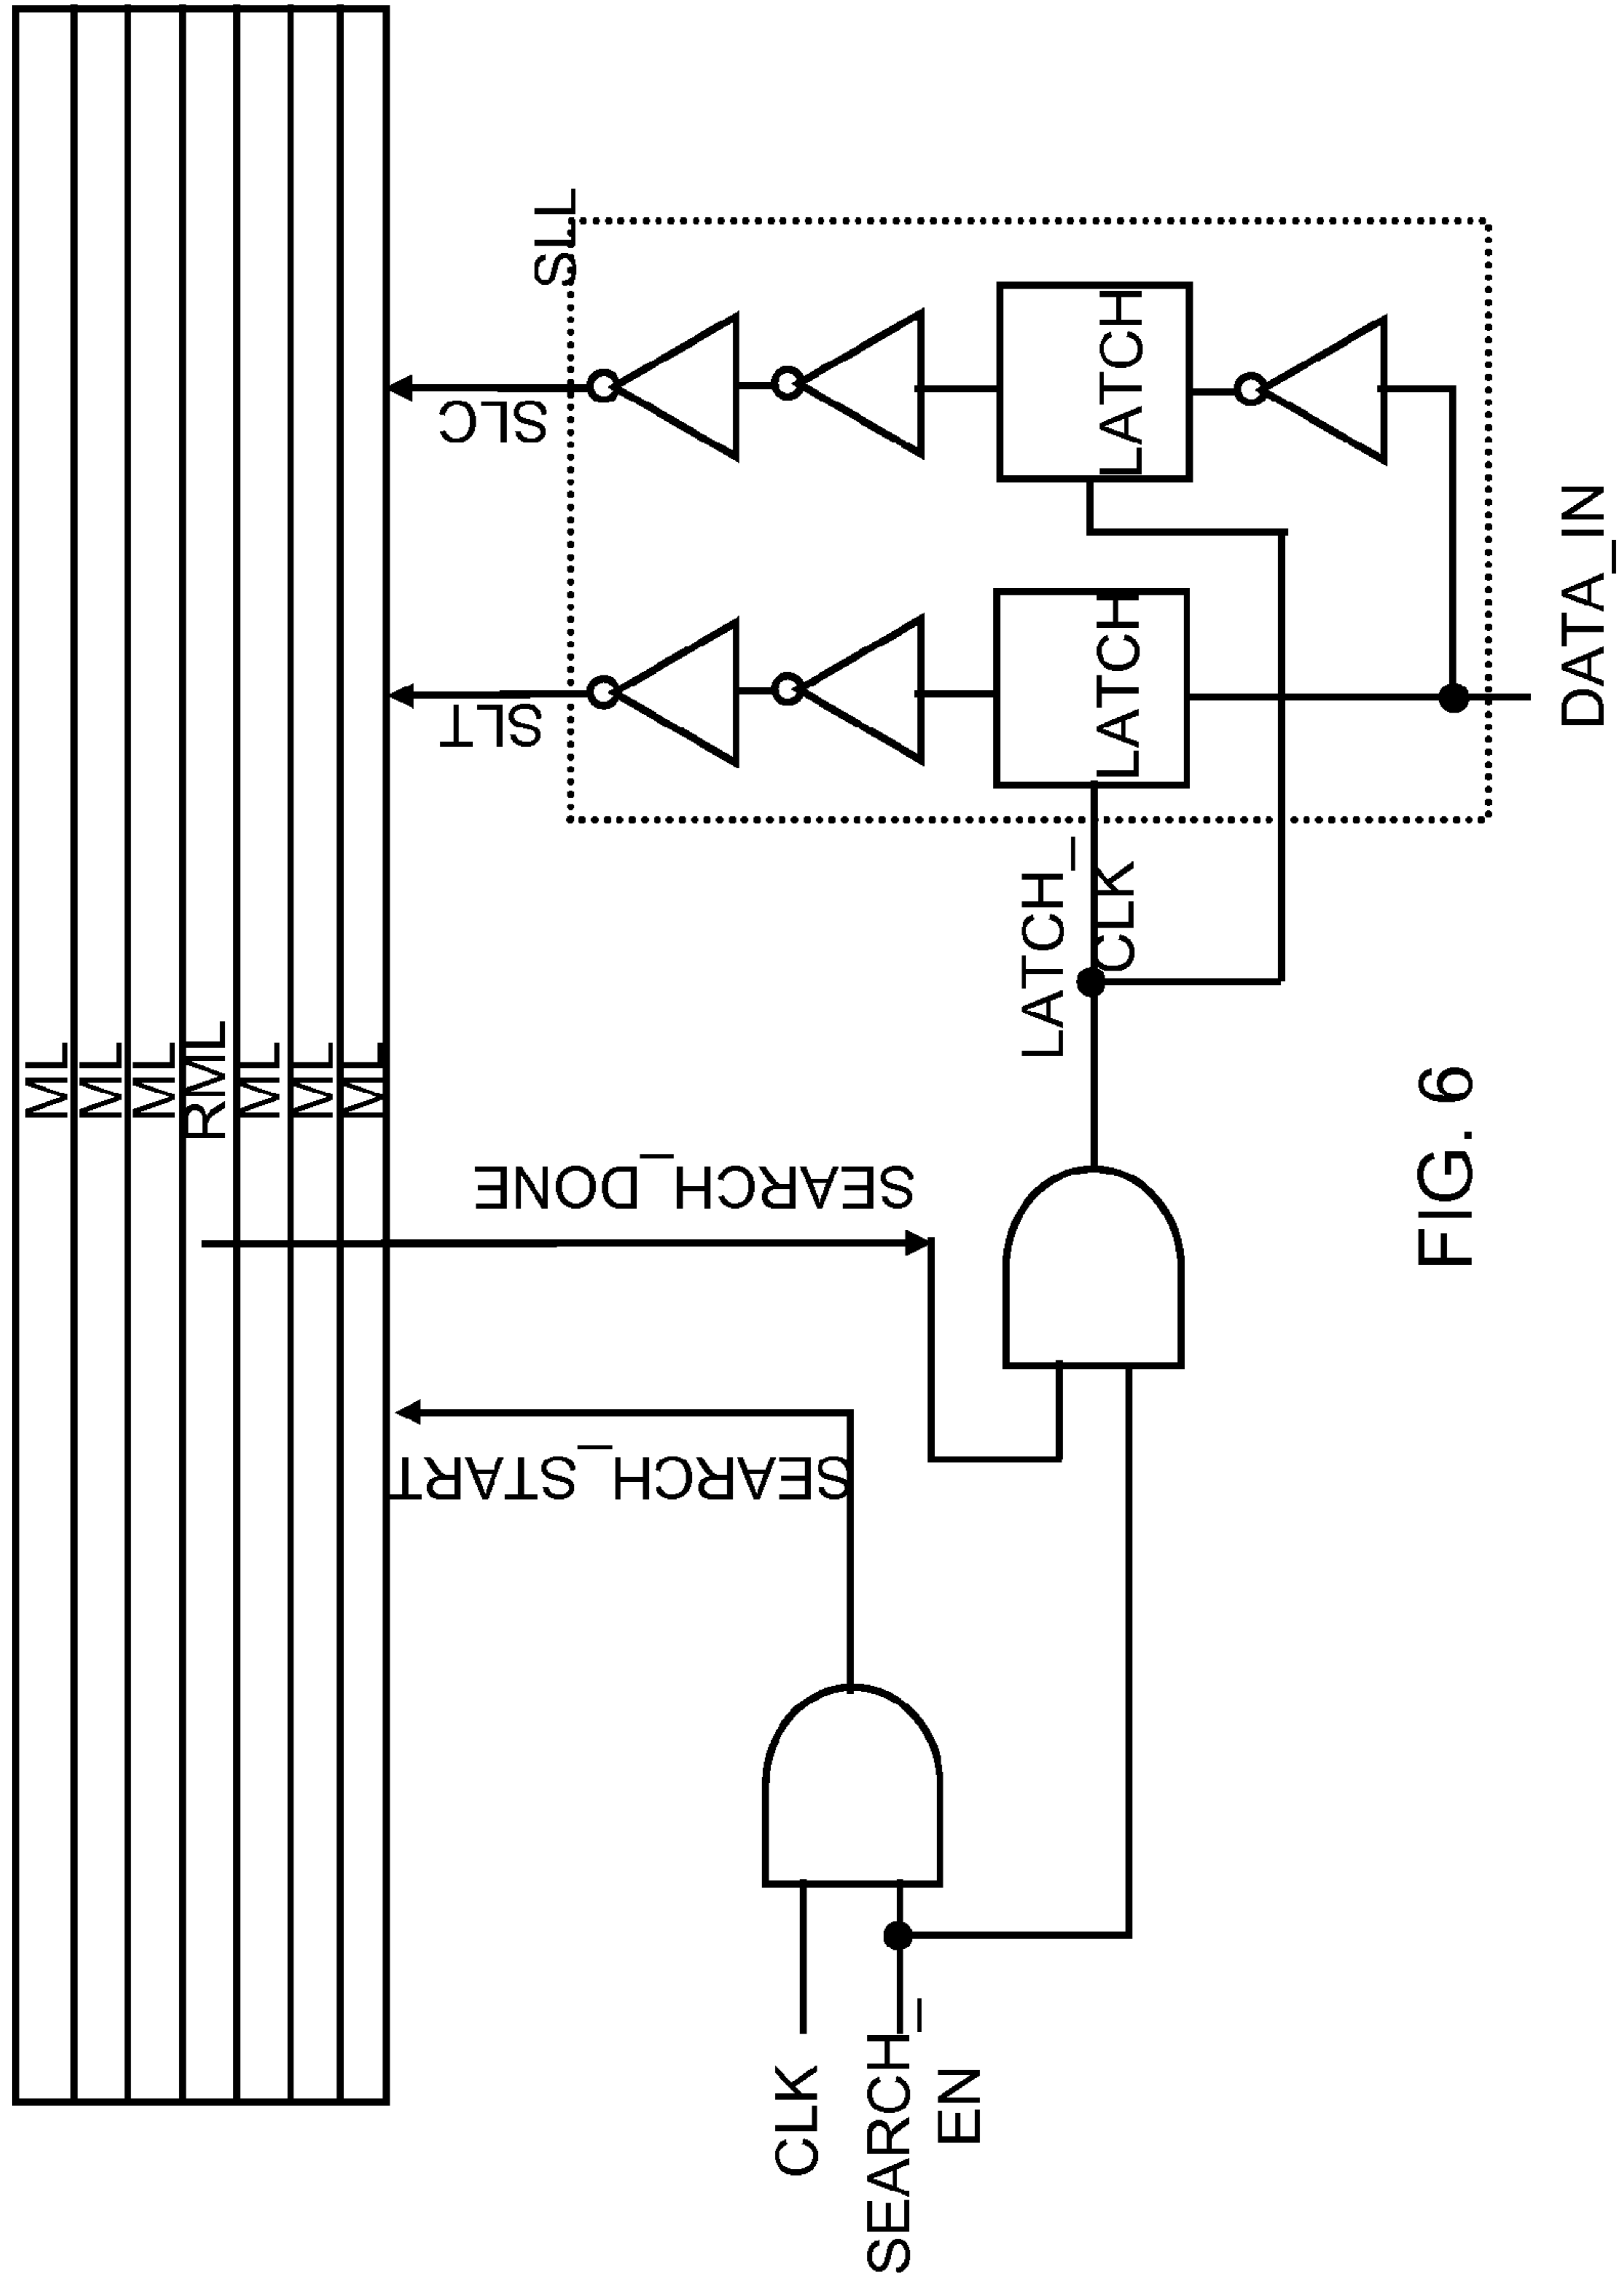 ML
ML
ML
RML
ML
ML
ML
SEARCH_START
SEARCH_DONE
SLT
SLC
SLL
CLK
SEARCH_
EN
LATCH_
CLK
LATCH
LATCH
DATA_IN
FIG. 6